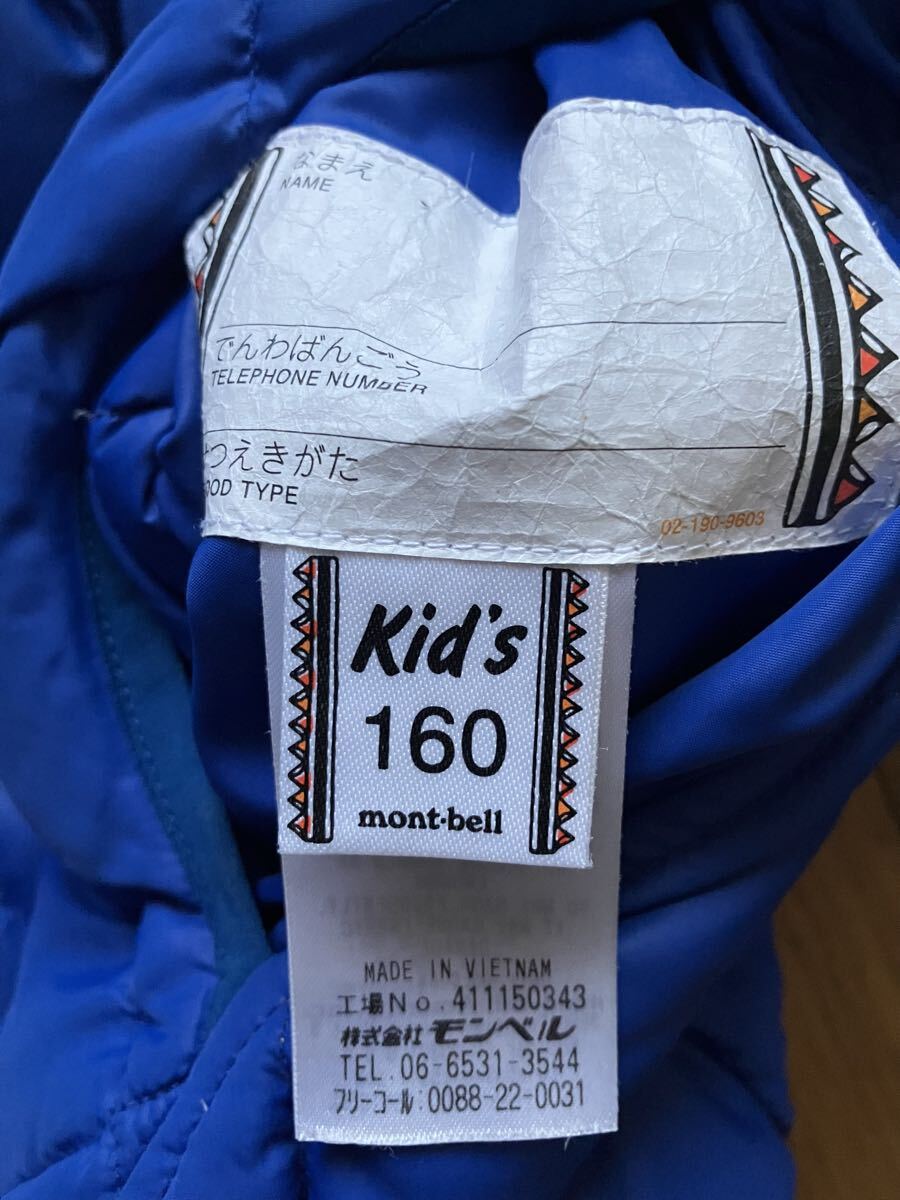 なまえ
NAME
でんわばんごう
TELEPHONE NUMBER
つえきがた
OOD TYPE
02-190-9603
Kid's
160
mont-bell
MADE IN VIETNAM
工場No.411150343
株式会社モンベル
TEL.06-6531-3544
フリーコール:0088-22-0031